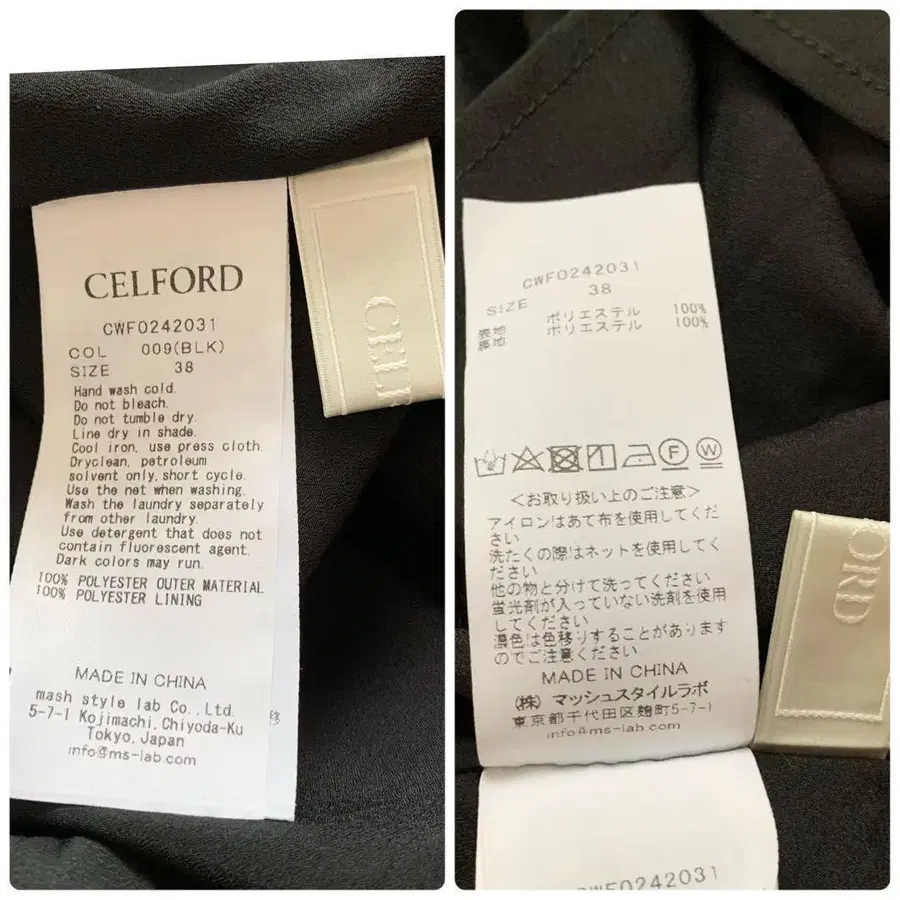 CELFORD
CWF0242031
COL 009(BLK)
SIZE 38
Hand wash cold.
Do not bleach.
Do not tumble dry.
Line dry in shade.
Cool iron, use press cloth.
Dryclean, petroleum
solvent only, short cycle.
Use the net when washing.
Wash the laundry separately
from other laundry.
Use detergent that does not
contain fluorescent agent.
Dark colors may run.
100% POLYESTER OUTER MATERIAL
100% POLYESTER LINING
MADE IN CHINA
mash style lab Co., Ltd.
5-7-1 Kojimachi, Chiyoda-Ku
Tokyo, Japan
info@ms-lab.com
移
CELF
CWF0242031
SIZE 38
表地 ポリエステル 100%
裏地 ポリエステル 100%
F W
<お取り扱い上のご注意>
アイロンはあて布を使用してくだ
さい
洗たくの際はネットを使用してく
ださい
他の物と分けて洗ってください
蛍光剤が入っていない洗剤を使用
してください
濃色は色移りすることがあります
のでご注意ください
MADE IN CHINA
(株) マッシュスタイルラボ
東京都千代田区麹町5-7-1
info@ms-lab.com
ORD
CWF0242031